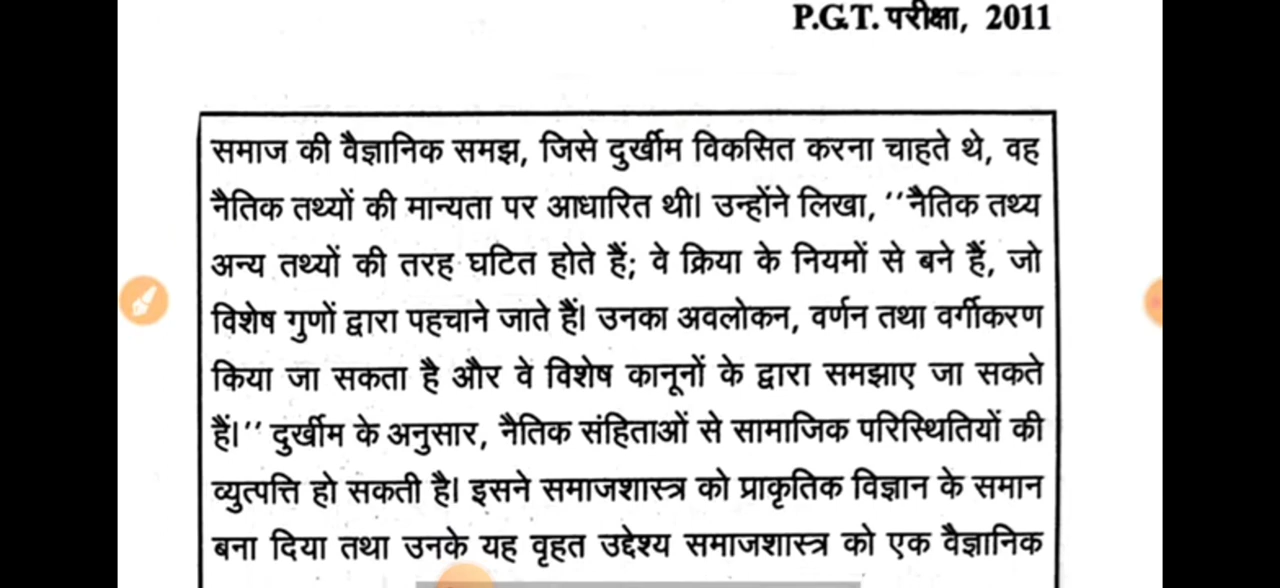 P.G.T. परीक्षा, 2011
समाज की वैज्ञानिक समझ, जिसे दुर्खीम विकसित करना चाहते थे, वह
नैतिक तथ्यों की मान्यता पर आधारित थी। उन्होंने लिखा, ‘‘नैतिक तथ्य
अन्य तथ्यों की तरह घटित होते हैं; वे क्रिया के नियमों से बने हैं, जो
विशेष गुणों द्वारा पहचाने जाते हैं। उनका अवलोकन, वर्णन तथा वर्गीकरण
किया जा सकता है और वे विशेष कानूनों के द्वारा समझाए जा सकते
हैं।’’ दुर्खीम के अनुसार, नैतिक संहिताओं से सामाजिक परिस्थितियों की
व्युत्पत्ति हो सकती है। इसने समाजशास्त्र को प्राकृतिक विज्ञान के समान
बना दिया तथा उनके यह वृहत उद्देश्य समाजशास्त्र को एक वैज्ञानिक